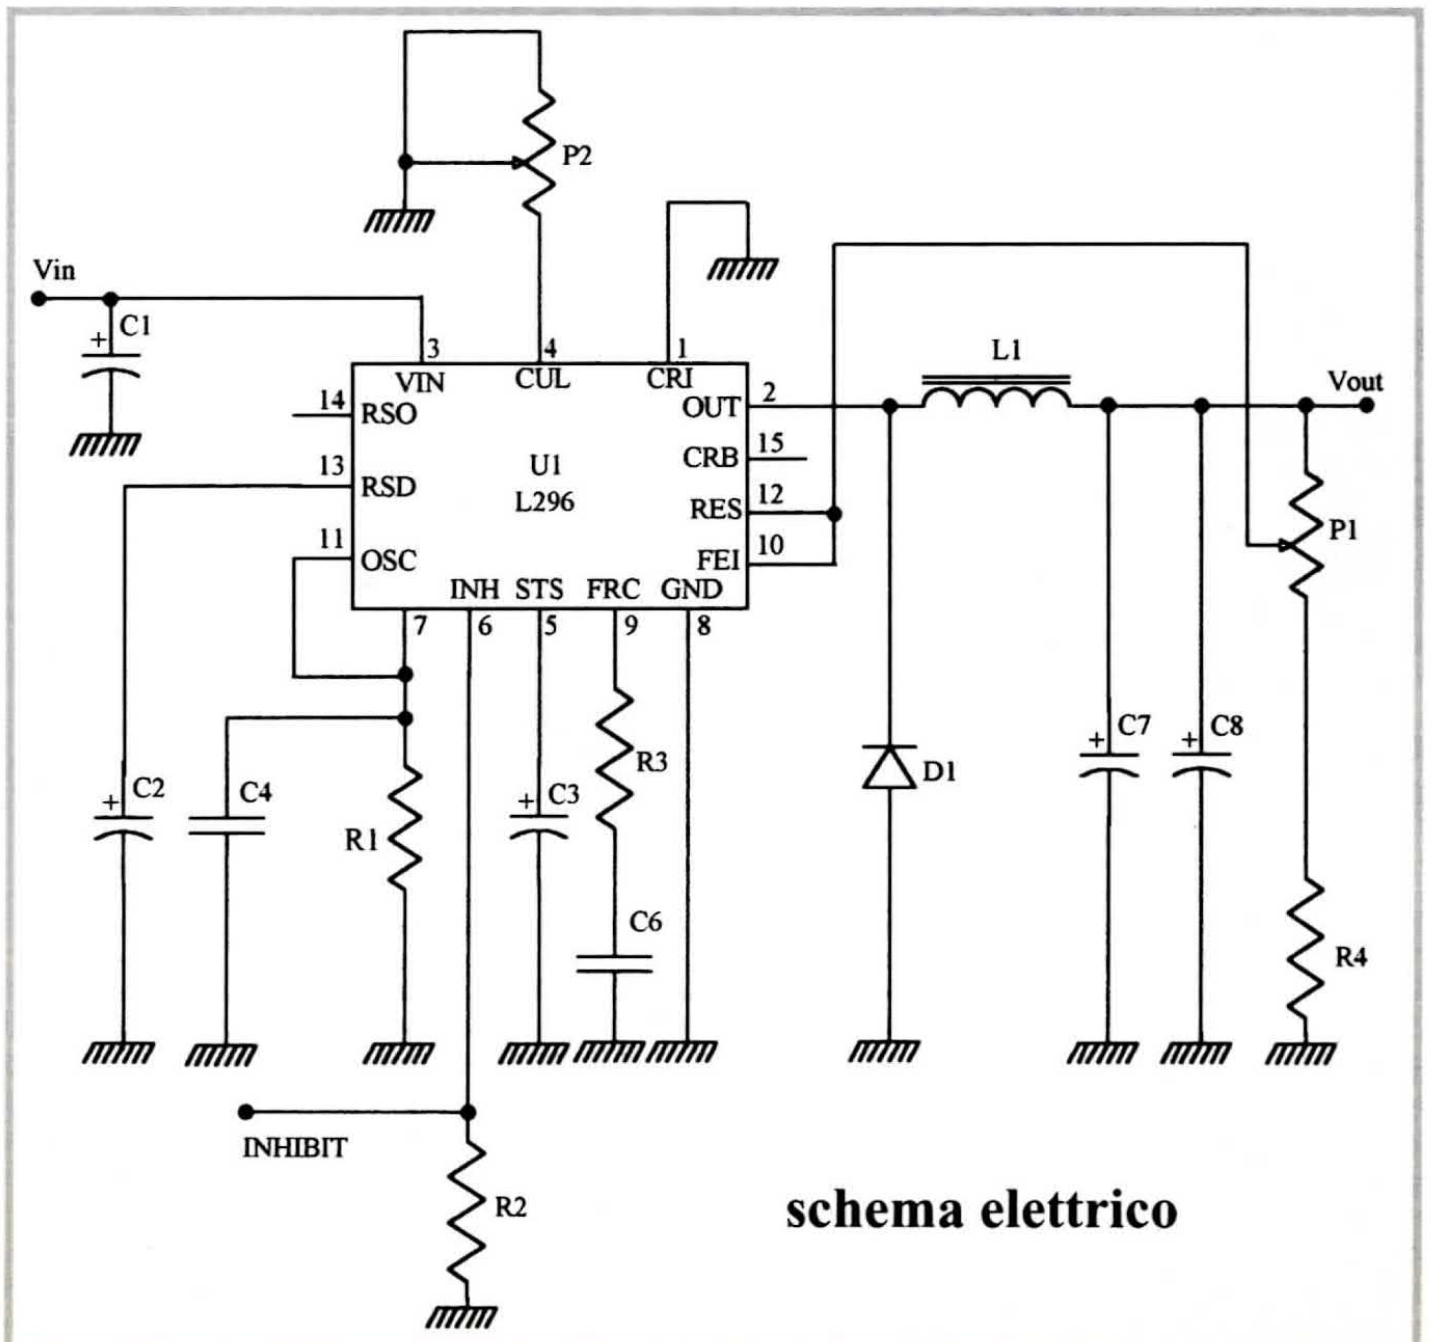 P2
Vin
C1
+
3
4
1
VIN
CUL
CRI
L1
Vout
14
RSO
OUT
2
13
RSD
U1
L296
CRB
15
RES
12
P1
11
OSC
FEI
10
INH
STS
FRC
GND
7
6
5
9
8
C7
+
C8
+
R3
D1
C2
+
C4
C3
+
R1
C6
R4
INHIBIT
R2
schema elettrico